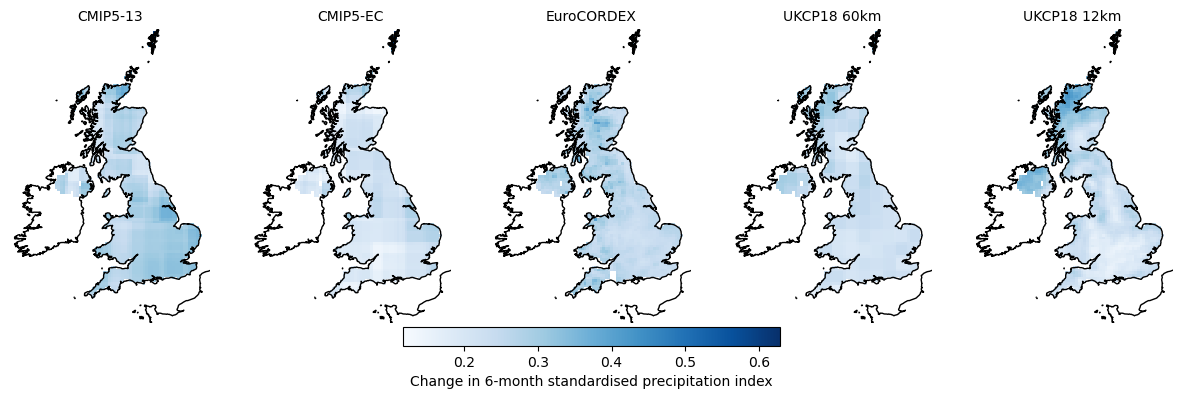 CMIP5-13 CMIP5-EC EuroCORDEX UKCP18 60km UKCP18 12km
0.2 0.3 0.4 0.5 0.6
Change in 6-month standardised precipitation index